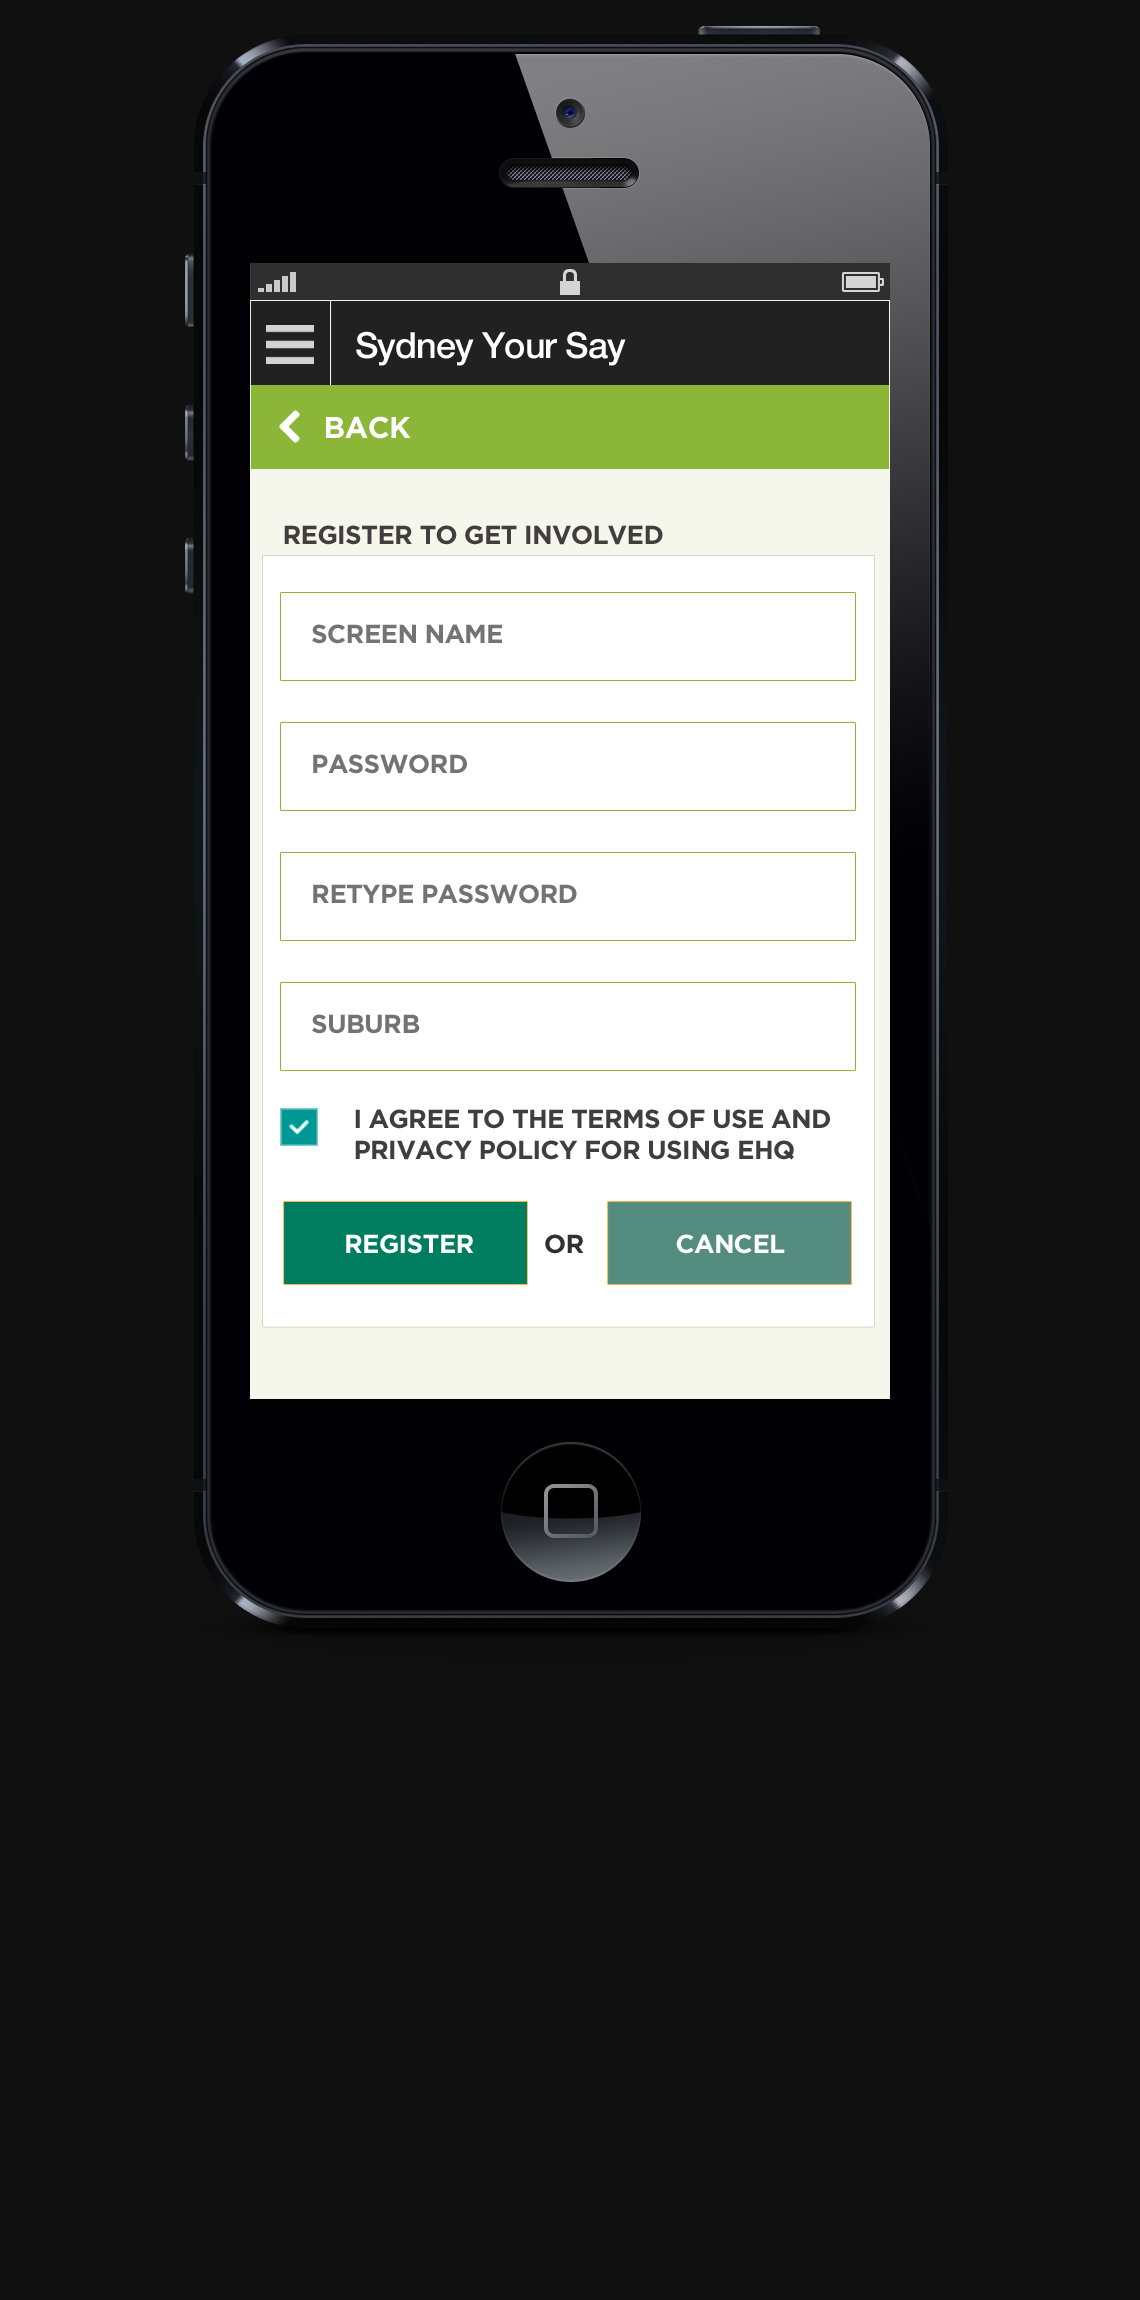 Sydney Your Say
BACK
REGISTER TO GET INVOLVED
SCREEN NAME
PASSWORD
RETYPE PASSWORD
SUBURB
I AGREE TO THE TERMS OF USE AND
PRIVACY POLICY FOR USING EHQ
REGISTER OR CANCEL